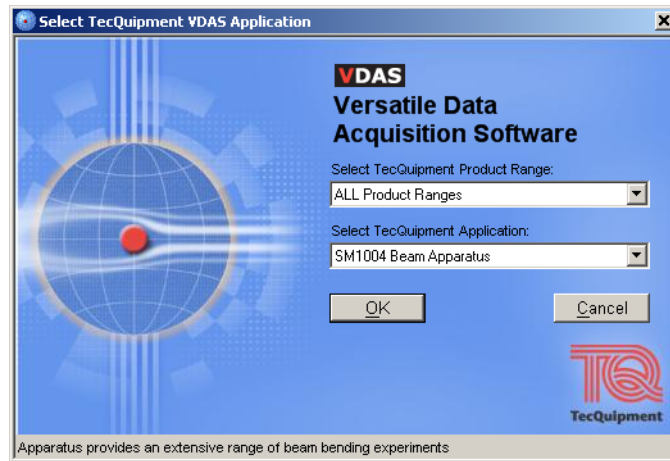 Select TecQuipment VDAS Application
VDAS
Versatile Data
Acquisition Software
Select TecQuipment Product Range:
ALL Product Ranges
Select TecQuipment Application:
SM1004 Beam Apparatus
OK
Cancel
TQ
TecQuipment
Apparatus provides an extensive range of beam bending experiments